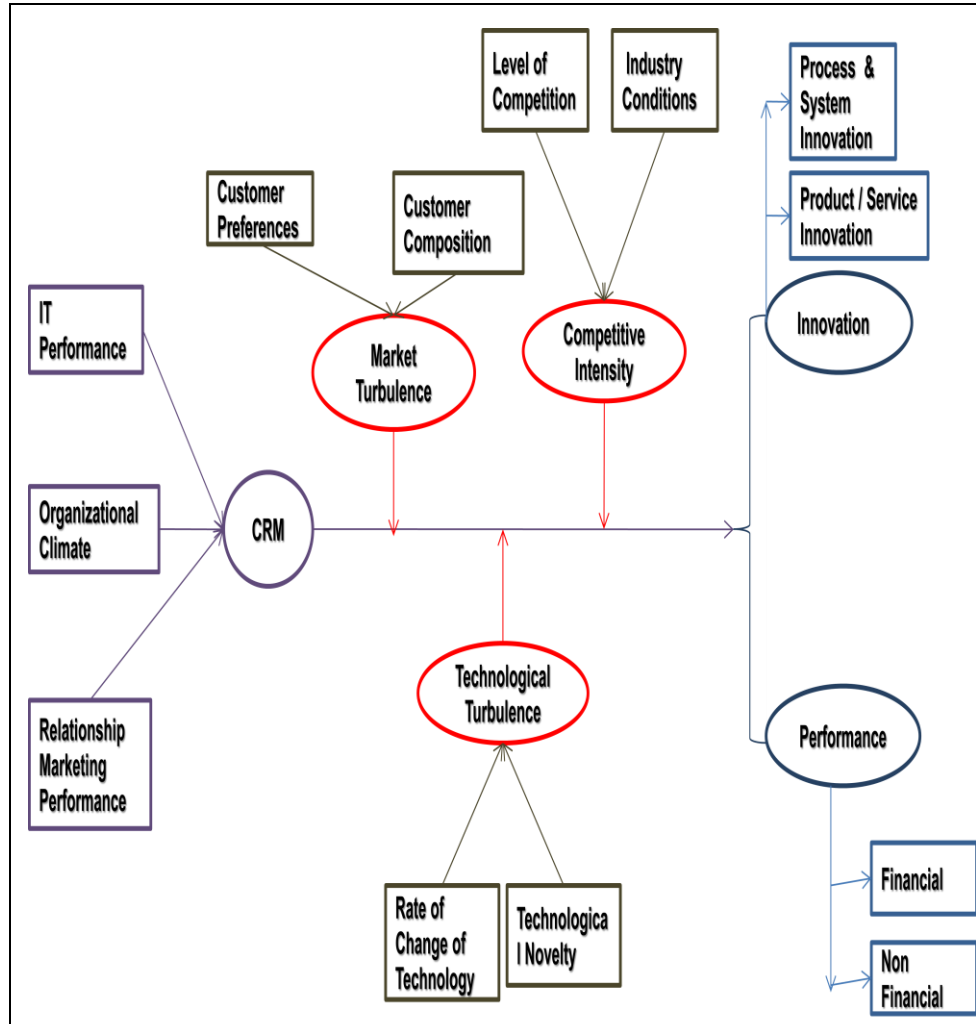 Level of
Competition
Industry
Conditions
Process &
System
Innovation
Product / Service
Innovation
Customer
Preferences
Customer
Composition
IT
Performance
Market
Turbulence
Competitive
Intensity
Innovation
Organizational
Climate
CRM
Technological
Turbulence
Relationship
Marketing
Performance
Performance
Rate of
Change of
Technology
Technologica
l Novelty
Financial
Non
Financial